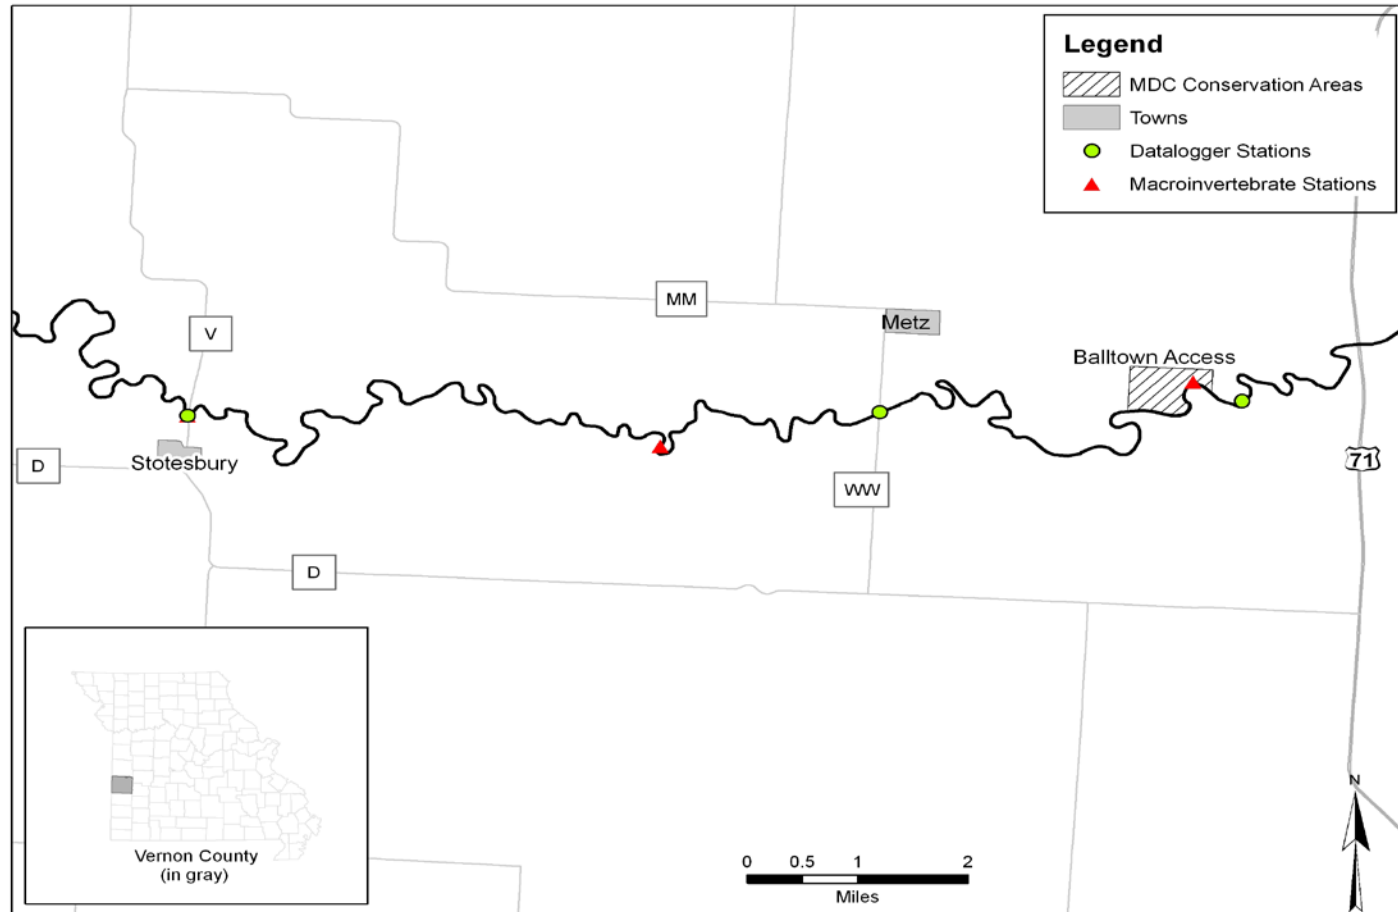 Legend
MDC Conservation Areas
Towns
Datalogger Stations
Macroinvertebrate Stations
MM
V
Metz
Balltown Access
D
Stotesbury
71
WW
D
N
Vernon County
(in gray)
0 0.5 1 2
Miles